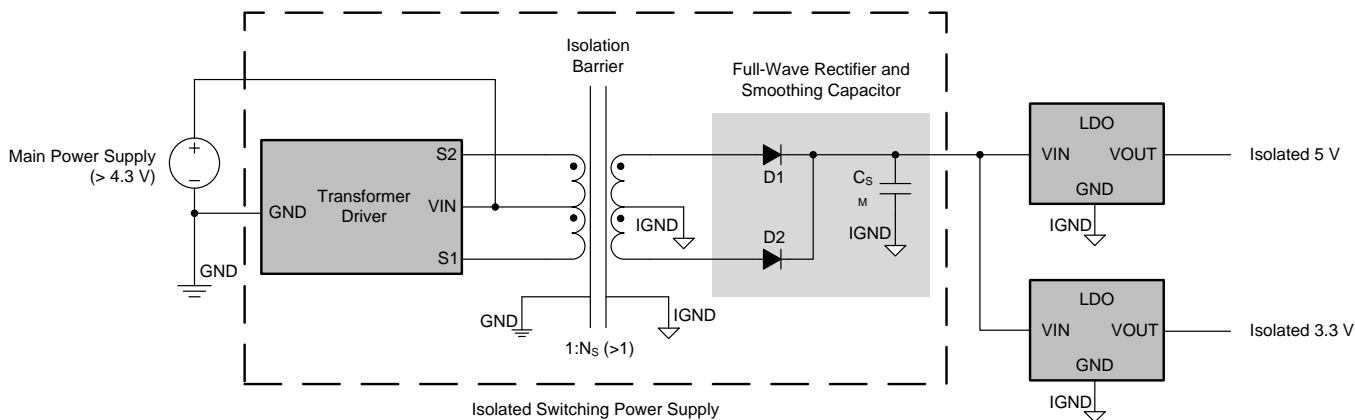 Isolation
Barrier
Full-Wave Rectifier and
Smoothing Capacitor
Main Power Supply
(> 4.3 V)
+
–
GND
GND
Transformer
Driver
S2
VIN
S1
IGND
GND
IGND
1:NS (>1)
D1
D2
CS
M
IGND
LDO
VIN
VOUT
GND
IGND
Isolated 5 V
LDO
VIN
VOUT
GND
IGND
Isolated 3.3 V
Isolated Switching Power Supply